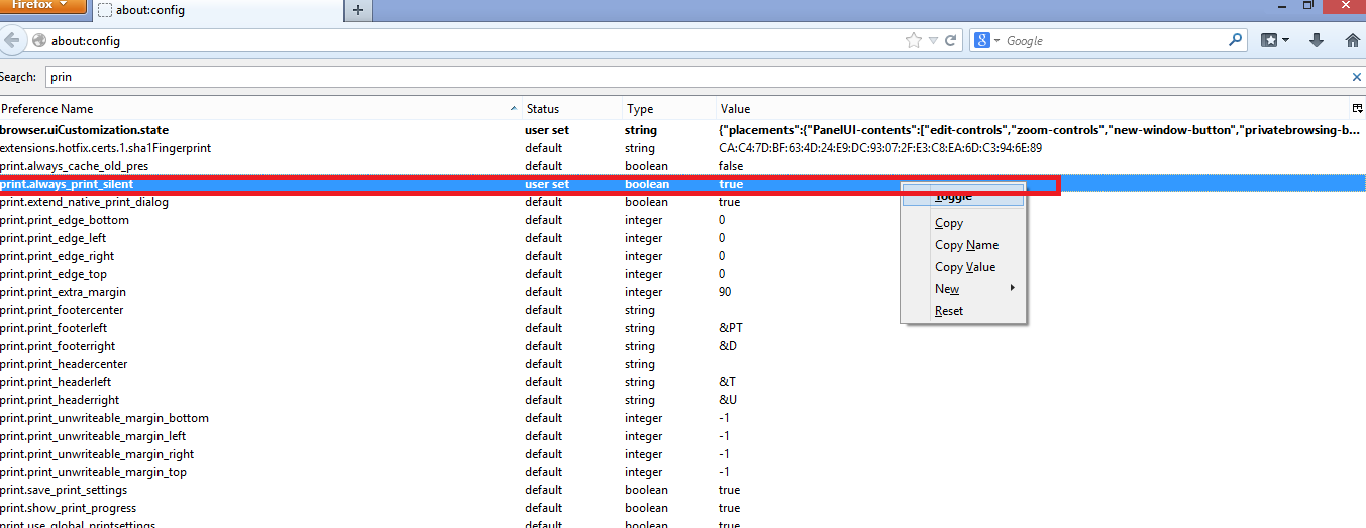 Firefox
about:config
about:config
Google
Search: prin
Preference Name Status Type Value
browser.uiCustomization.state user set string {"placements":{"PanelUI-contents":["edit-controls","zoom-controls","new-window-button","privatebrowsing-b...
extensions.hotfix.certs.1.sha1Fingerprint default string CA:C4:7D:BF:63:4D:24:E9:DC:93:07:2F:E3:C8:EA:6D:C3:94:6E:89
print.always_cache_old_pres default boolean false
print.always_print_silent user set boolean true
print.extend_native_print_dialog default boolean true
print.print_edge_bottom default integer 0
print.print_edge_left default integer 0
print.print_edge_right default integer 0
print.print_edge_top default integer 0
print.print_extra_margin default integer 90
print.print_footercenter default string
print.print_footerleft default string &PT
print.print_footerright default string &D
print.print_headercenter default string
print.print_headerleft default string &T
print.print_headerright default string &U
print.print_unwriteable_margin_bottom default integer -1
print.print_unwriteable_margin_left default integer -1
print.print_unwriteable_margin_right default integer -1
print.print_unwriteable_margin_top default integer -1
print.save_print_settings default boolean true
print.show_print_progress default boolean true
print.use_global_printsettings default boolean true
Toggle
Copy
Copy Name
Copy Value
New
Reset